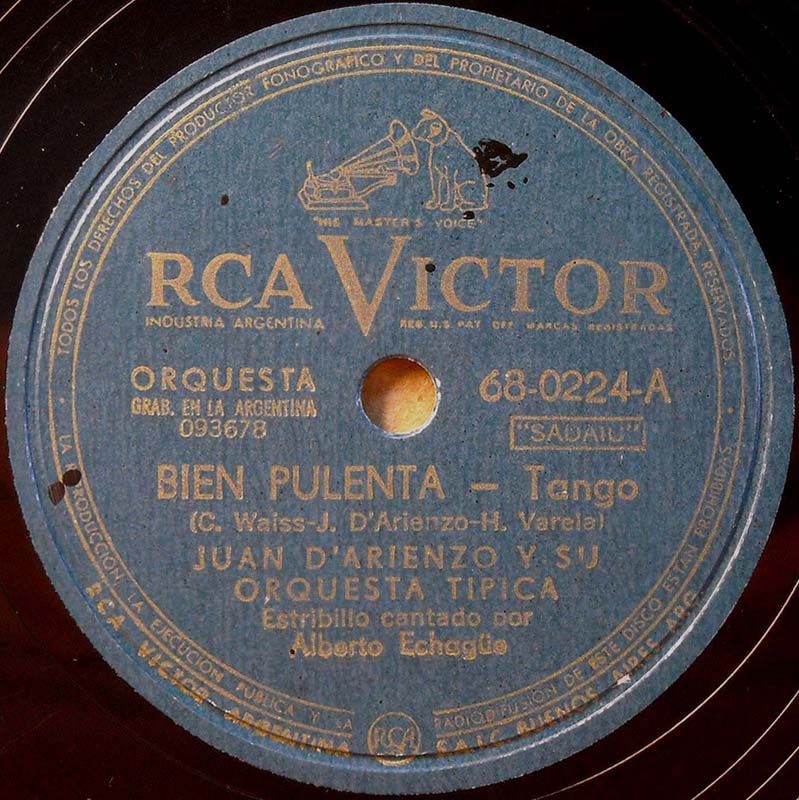 TODOS LOS DERECHOS DEL PRODUCTOR FONOGRAFICO Y DEL PROPIETARIO DE LA OBRA REGISTRADA, RESERVADOS.
"HIS MASTER'S VOICE"
RCA VICTOR
INDUSTRIA ARGENTINA
REG. U.S PAT OFF MARCAS REGISTRADAS
ORQUESTA
GRAB. EN LA ARGENTINA
093678
68-0224-A
"SADAIC"
BIEN PULENTA - Tango
(C. Waiss-J. D'Arienzo-H. Varela)
JUAN D'ARIENZO Y SU
ORQUESTA TIPICA
Estribillo cantado por
Alberto Echagüe
LA REPRODUCCION LA EJECUCION PUBLICA Y LA RADIODIFUSION DE ESTE DISCO ESTAN PROHIBIDAS
RCA VICTOR ARGENTINA
RCA
S.A.I.C. BUENOS AIRES ARG.